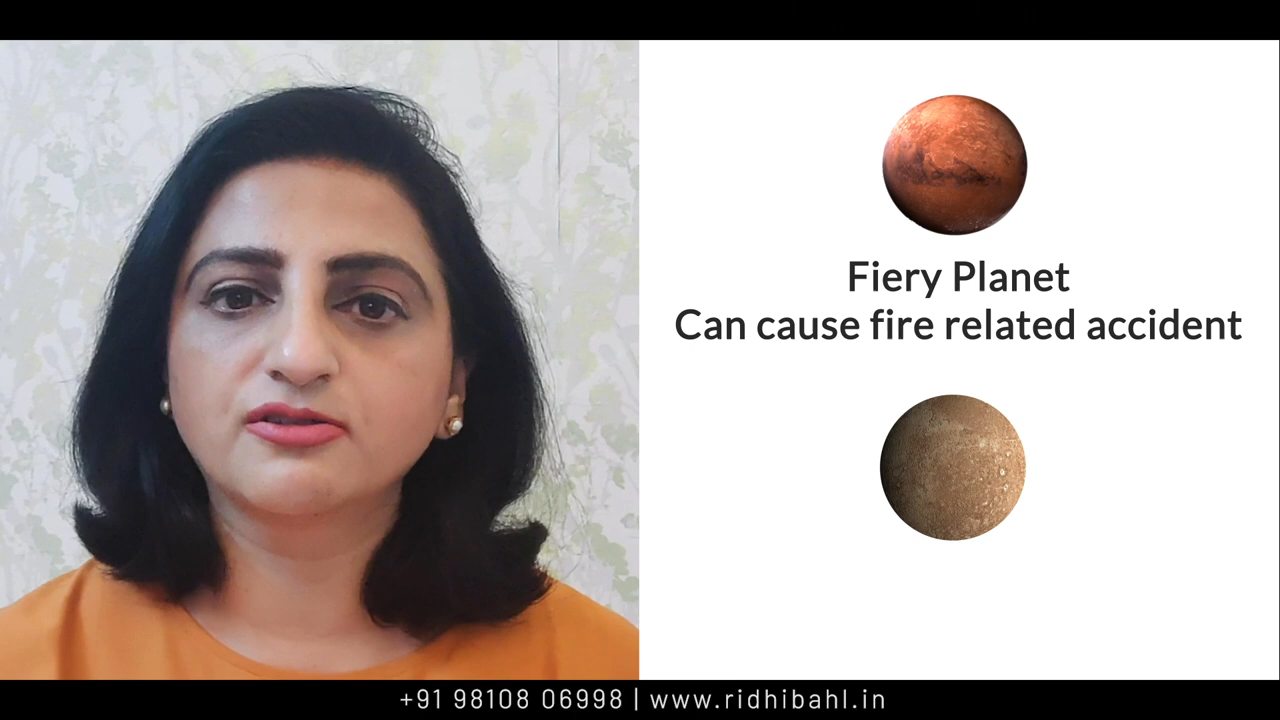 Fiery Planet
Can cause fire related accident
+91 98108 06998 | www.ridhibahl.in